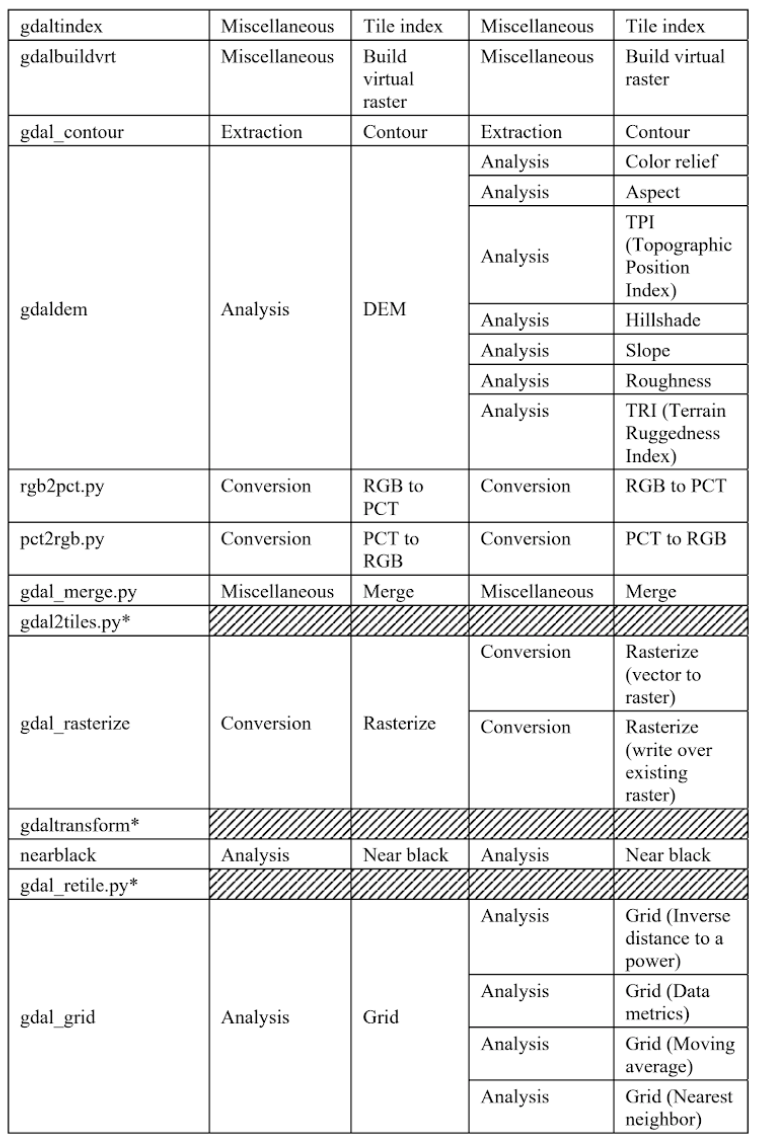 gdaltindex Miscellaneous Tile index Miscellaneous Tile index
gdalbuildvrt Miscellaneous Build Miscellaneous Build virtual
virtual raster
raster
gdal_contour Extraction Contour Extraction Contour
gdaldem Analysis DEM
Analysis Color relief
Analysis Aspect
Analysis TPI
(Topographic
Position
Index)
Analysis Hillshade
Analysis Slope
Analysis Roughness
Analysis TRI (Terrain
Ruggedness
Index)
rgb2pct.py Conversion RGB to Conversion RGB to PCT
PCT
pct2rgb.py Conversion PCT to Conversion PCT to RGB
RGB
gdal_merge.py Miscellaneous Merge Miscellaneous Merge
gdal2tiles.py*
gdal_rasterize Conversion Rasterize
Conversion Rasterize
(vector to
raster)
Conversion Rasterize
(write over
existing
raster)
gdaltransform*
nearblack Analysis Near black Analysis Near black
gdal_retile.py*
gdal_grid Analysis Grid
Analysis Grid (Inverse
distance to a
power)
Analysis Grid (Data
metrics)
Analysis Grid (Moving
average)
Analysis Grid (Nearest
neighbor)